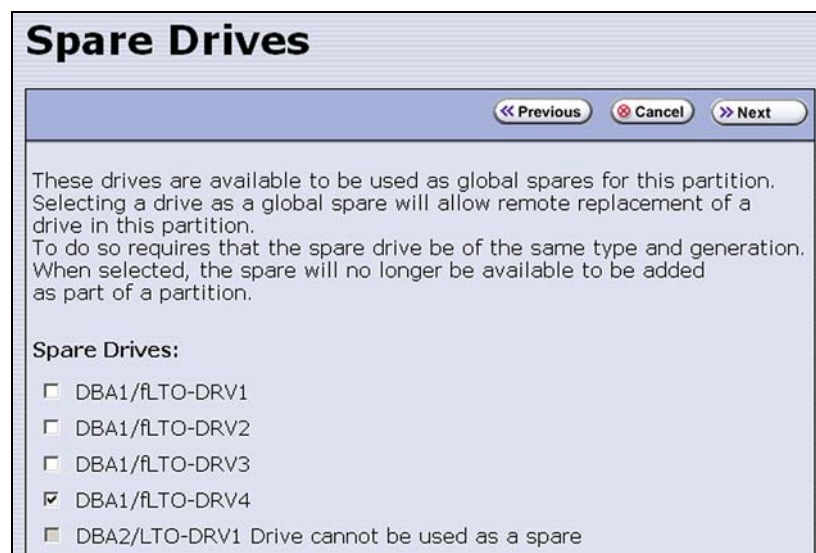 Spare Drives
Previous Cancel Next
These drives are available to be used as global spares for this partition.
Selecting a drive as a global spare will allow remote replacement of a
drive in this partition.
To do so requires that the spare drive be of the same type and generation.
When selected, the spare will no longer be available to be added
as part of a partition.
Spare Drives:
DBA1/fLTO-DRV1
DBA1/fLTO-DRV2
DBA1/fLTO-DRV3
DBA1/fLTO-DRV4
DBA2/LTO-DRV1 Drive cannot be used as a spare